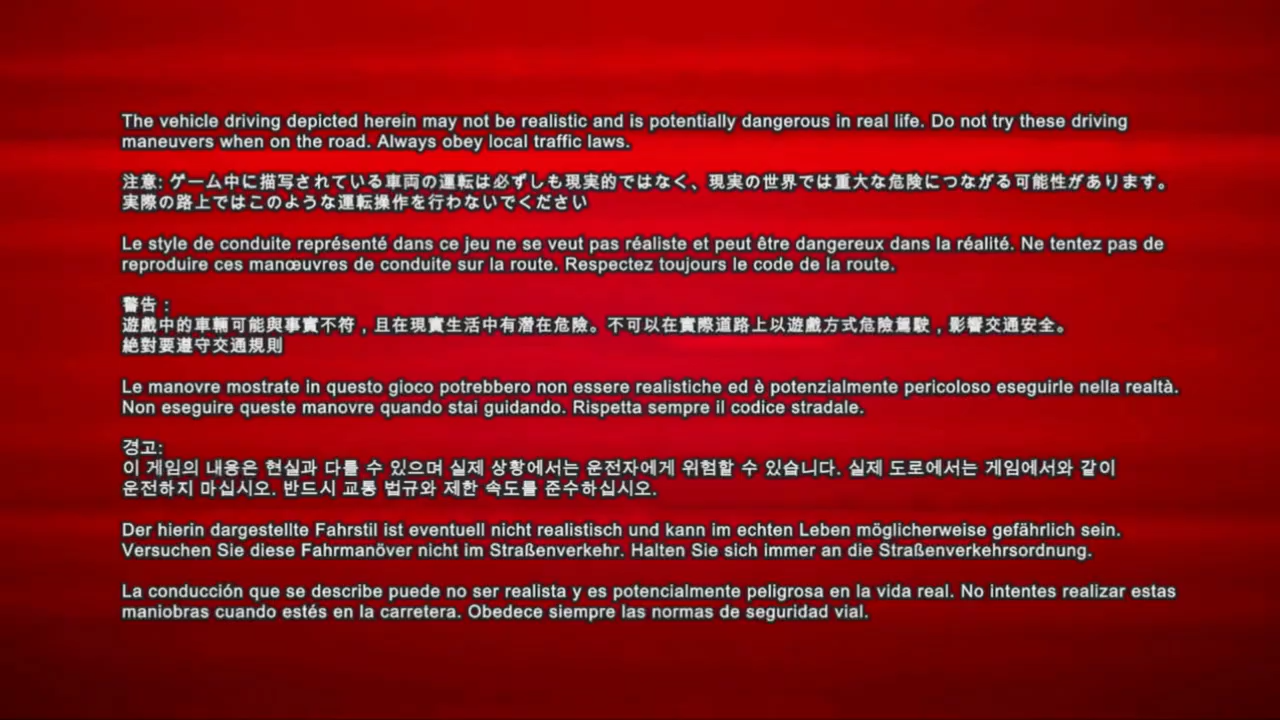 The vehicle driving depicted herein may not be realistic and is potentially dangerous in real life. Do not try these driving
maneuvers when on the road. Always obey local traffic laws.
注意: ゲーム中に描写されている車両の運転は必ずしも現実的ではなく、現実の世界では重大な危険につながる可能性があります。
実際の路上ではこのような運転操作を行わないでください
Le style de conduite représenté dans ce jeu ne se veut pas réaliste et peut être dangereux dans la réalité. Ne tentez pas de
reproduire ces manœuvres de conduite sur la route. Respectez toujours le code de la route.
警告：
遊戲中的車輛可能與事實不符，且在現實生活中有潛在危險。不可以在實際道路上以遊戲方式危險駕駛，影響交通安全。
絕對要遵守交通規則
Le manovre mostrate in questo gioco potrebbero non essere realistiche ed è potenzialmente pericoloso eseguirle nella realtà.
Non eseguire queste manovre quando stai guidando. Rispetta sempre il codice stradale.
경고:
이 게임의 내용은 현실과 다를 수 있으며 실제 상황에서는 운전자에게 위험할 수 있습니다. 실제 도로에서는 게임에서와 같이
운전하지 마십시오. 반드시 교통 법규와 제한 속도를 준수하십시오.
Der hierin dargestellte Fahrstil ist eventuell nicht realistisch und kann im echten Leben möglicherweise gefährlich sein.
Versuchen Sie diese Fahrmanöver nicht im Straßenverkehr. Halten Sie sich immer an die Straßenverkehrsordnung.
La conducción que se describe puede no ser realista y es potencialmente peligrosa en la vida real. No intentes realizar estas
maniobras cuando estés en la carretera. Obedece siempre las normas de seguridad vial.